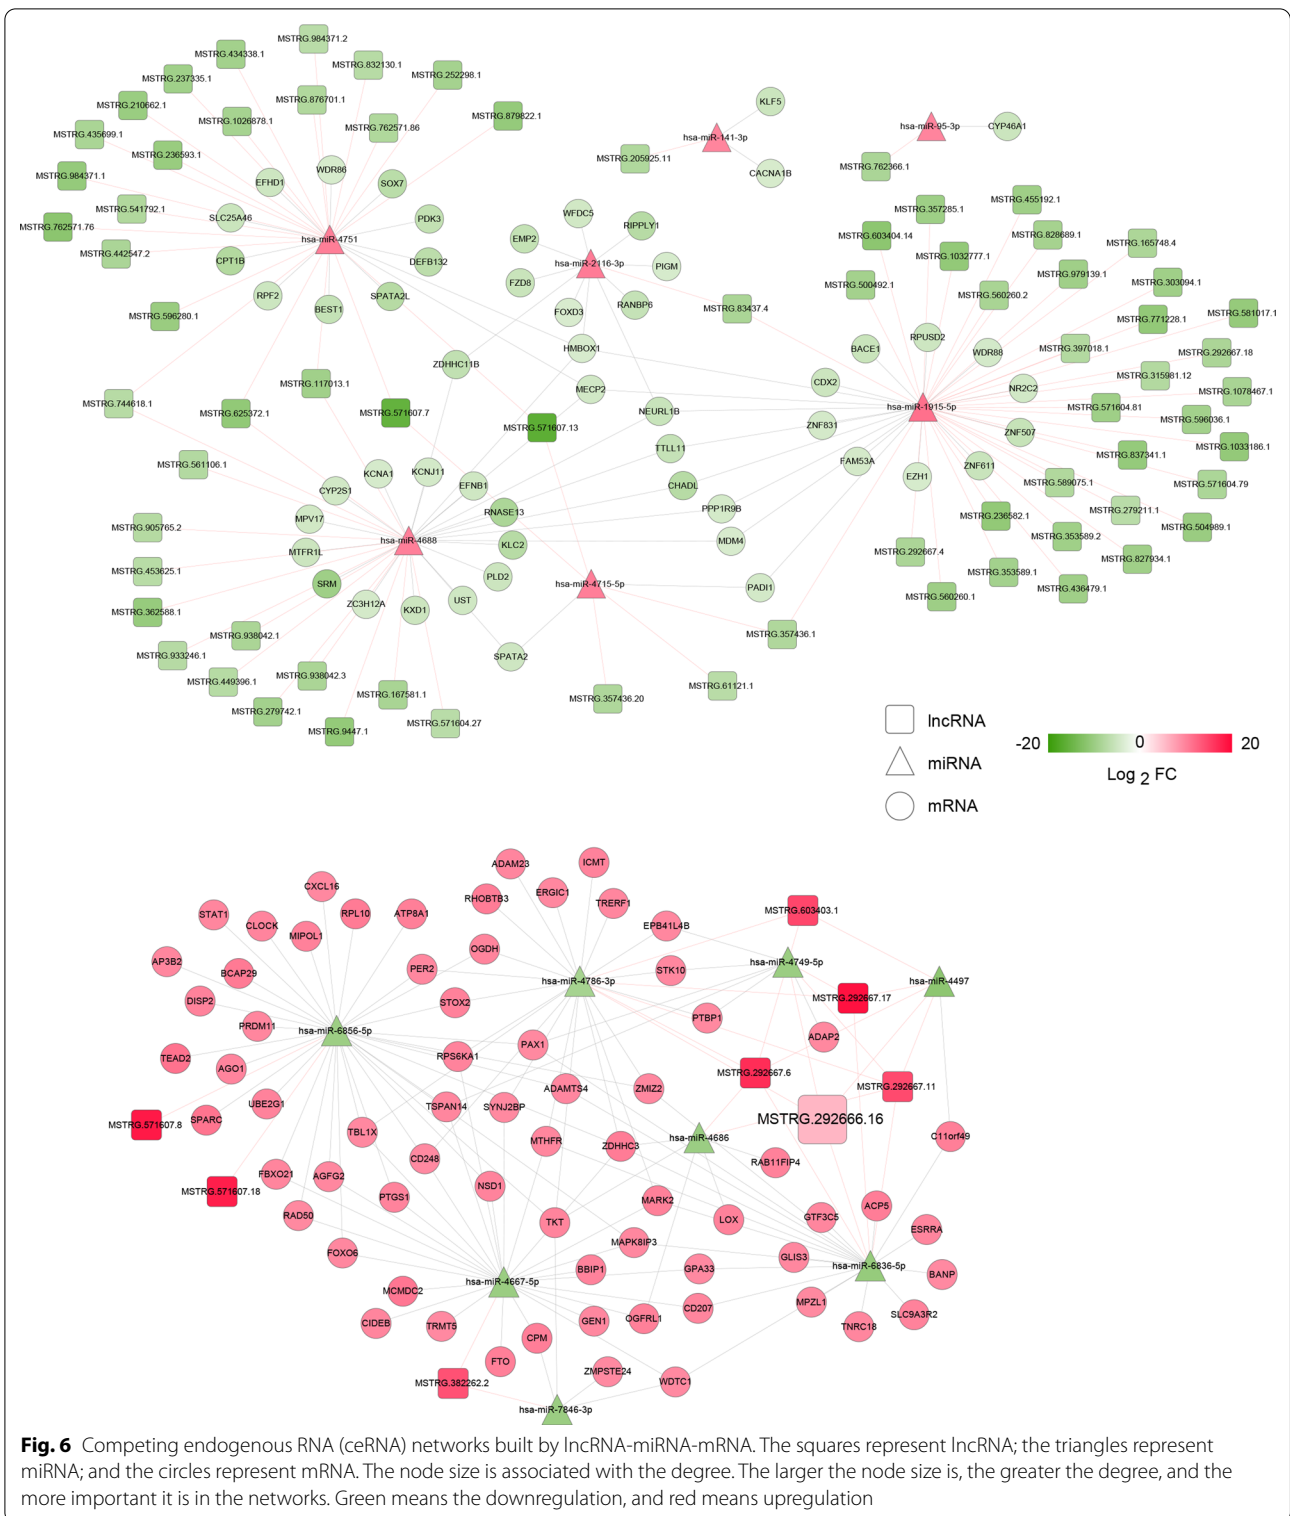 MSTRG.984371.2
MSTRG.434338.1
MSTRG.832130.1
MSTRG.237335.1
MSTRG.252298.1
MSTRG.876701.1
MSTRG.210662.1
MSTRG.1026878.1
MSTRG.762571.86
MSTRG.879822.1
MSTRG.435699.1
MSTRG.236593.1
MSTRG.984371.1
MSTRG.541792.1
MSTRG.762571.76
MSTRG.442547.2
MSTRG.596280.1
WDR86
EFHD1
SOX7
SLC25A46
PDK3
hsa-miR-4751
CPT1B
DEFB132
RPF2
BEST1
SPATA2L
KLF5
hsa-miR-141-3p
MSTRG.205925.11
CACNA1B
hsa-miR-95-3p
CYP46A1
MSTRG.762366.1
WFDC5
RIPPLY1
EMP2
hsa-miR-2116-3p
PIGM
FZD8
RANBP6
FOXD3
MSTRG.83437.4
HMBOX1
ZDHHC11B
MECP2
NEURL1B
MSTRG.357285.1
MSTRG.455192.1
MSTRG.603404.14
MSTRG.828689.1
MSTRG.165748.4
MSTRG.1032777.1
MSTRG.979139.1
MSTRG.303094.1
MSTRG.500492.1
MSTRG.560260.2
MSTRG.771228.1
MSTRG.581017.1
RPUSD2
BACE1
WDR88
MSTRG.397018.1
MSTRG.292667.18
CDX2
NR2C2
MSTRG.315981.12
MSTRG.1078467.1
hsa-miR-1915-5p
MSTRG.571604.81
MSTRG.596036.1
ZNF831
ZNF507
MSTRG.1033186.1
MSTRG.837341.1
FAM53A
ZNF611
EZH1
MSTRG.589075.1
MSTRG.571604.79
MSTRG.236582.1
MSTRG.279211.1
MSTRG.504989.1
MSTRG.353589.2
MSTRG.292667.4
MSTRG.827934.1
MSTRG.353589.1
MSTRG.560260.1
MSTRG.436479.1
MSTRG.117013.1
MSTRG.744618.1
MSTRG.625372.1
MSTRG.571607.7
MSTRG.571607.13
TTLL11
MSTRG.561106.1
KCNA1
KCNJ11
EFNB1
CHADL
CYP2S1
RNASE13
PPP1R9B
MPV17
MSTRG.905765.2
hsa-miR-4688
KLC2
MDM4
MTFR1L
MSTRG.453625.1
SRM
PLD2
hsa-miR-4715-5p
PADI1
ZC3H12A
KXD1
UST
MSTRG.362588.1
MSTRG.938042.1
MSTRG.357436.1
MSTRG.933246.1
SPATA2
MSTRG.938042.3
MSTRG.449396.1
MSTRG.167581.1
MSTRG.357436.20
MSTRG.61121.1
MSTRG.279742.1
MSTRG.571604.27
MSTRG.9447.1
lncRNA
miRNA
mRNA
-20 0 20
Log 2 FC
ADAM23
ICMT
CXCL16
RHOBTB3
ERGIC1
TRERF1
STAT1
RPL10
ATP8A1
MSTRG.603403.1
CLOCK
MIPOL1
EPB41L4B
OGDH
AP3B2
BCAP29
PER2
STK10
hsa-miR-4749-5p
hsa-miR-4786-3p
hsa-miR-4497
DISP2
STOX2
MSTRG.292667.17
PRDM11
hsa-miR-6856-5p
PTBP1
ADAP2
TEAD2
RPS6KA1
PAX1
AGO1
MSTRG.292667.6
MSTRG.292667.11
ADAMTS4
ZMIZ2
UBE2G1
TSPAN14
SYNJ2BP
SPARC
MSTRG.571607.8
MSTRG.292666.16
TBL1X
MTHFR
ZDHHC3
hsa-miR-4686
C11orf49
CD248
RAB11FIP4
FBXO21
AGFG2
MSTRG.571607.18
PTGS1
NSD1
MARK2
ACP5
RAD50
TKT
LOX
GTF3C5
ESRRA
FOXO6
MAPK8IP3
GLIS3
BBIP1
GPA33
hsa-miR-6836-5p
BANP
hsa-miR-4667-5p
MCMDC2
MPZL1
CD207
SLC9A3R2
CIDEB
TRMT5
GEN1
OGFRL1
TNRC18
CPM
FTO
ZMPSTE24
MSTRG.382262.2
WDTC1
hsa-miR-7846-3p
Fig. 6 Competing endogenous RNA (ceRNA) networks built by lncRNA-miRNA-mRNA. The squares represent lncRNA; the triangles represent
miRNA; and the circles represent mRNA. The node size is associated with the degree. The larger the node size is, the greater the degree, and the
more important it is in the networks. Green means the downregulation, and red means upregulation